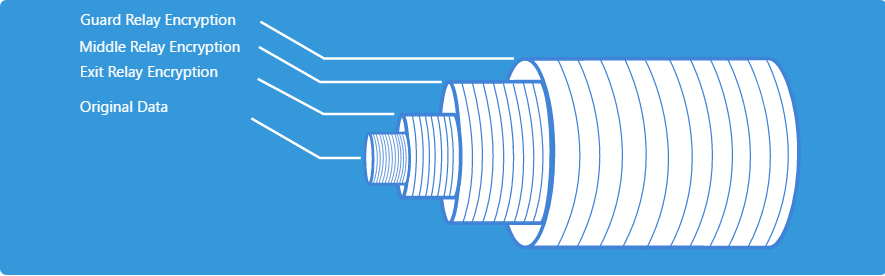 Guard Relay Encryption
Middle Relay Encryption
Exit Relay Encryption
Original Data